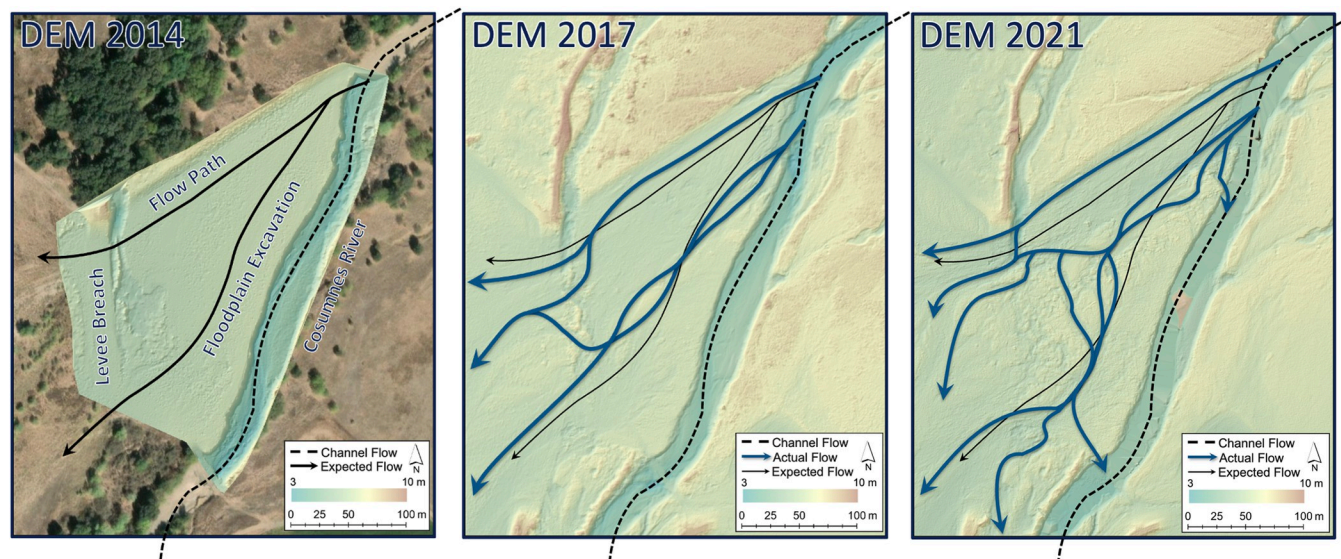 DEM 2014
Flow Path
Floodplain Excavation
Levee Breach
Cosumnes River
Channel Flow
Expected Flow
N
3 10 m
0 25 50 100 m
DEM 2017
Channel Flow
Actual Flow
Expected Flow
N
3 10 m
0 25 50 100 m
DEM 2021
Channel Flow
Actual Flow
Expected Flow
N
3 10 m
0 25 50 100 m